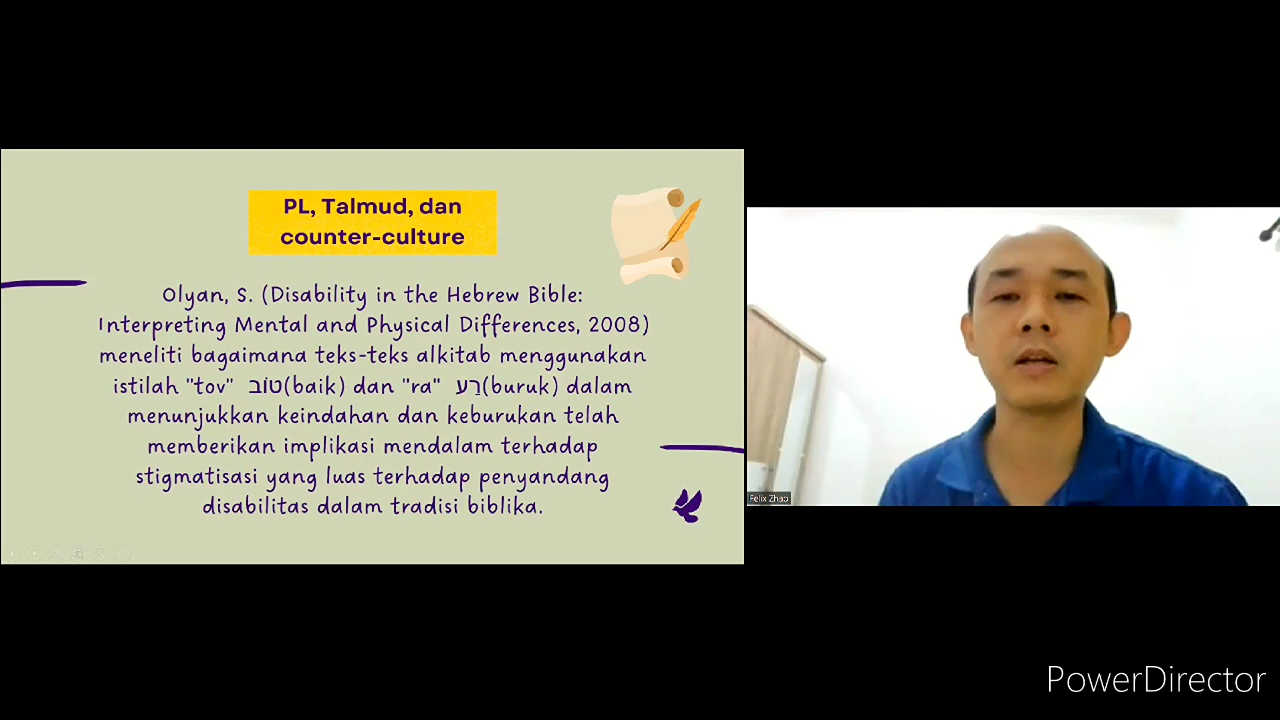 PL, Talmud, dan
counter-culture
Olyan, S. (Disability in the Hebrew Bible:
Interpreting Mental and Physical Differences, 2008)
meneliti bagaimana teks-teks alkitab menggunakan
istilah "tov" טוֹב (baik) dan "ra" רַע (buruk) dalam
menunjukkan keindahan dan keburukan telah
memberikan implikasi mendalam terhadap
stigmatisasi yang luas terhadap penyandang
disabilitas dalam tradisi biblika.
Felix Zhao
PowerDirector